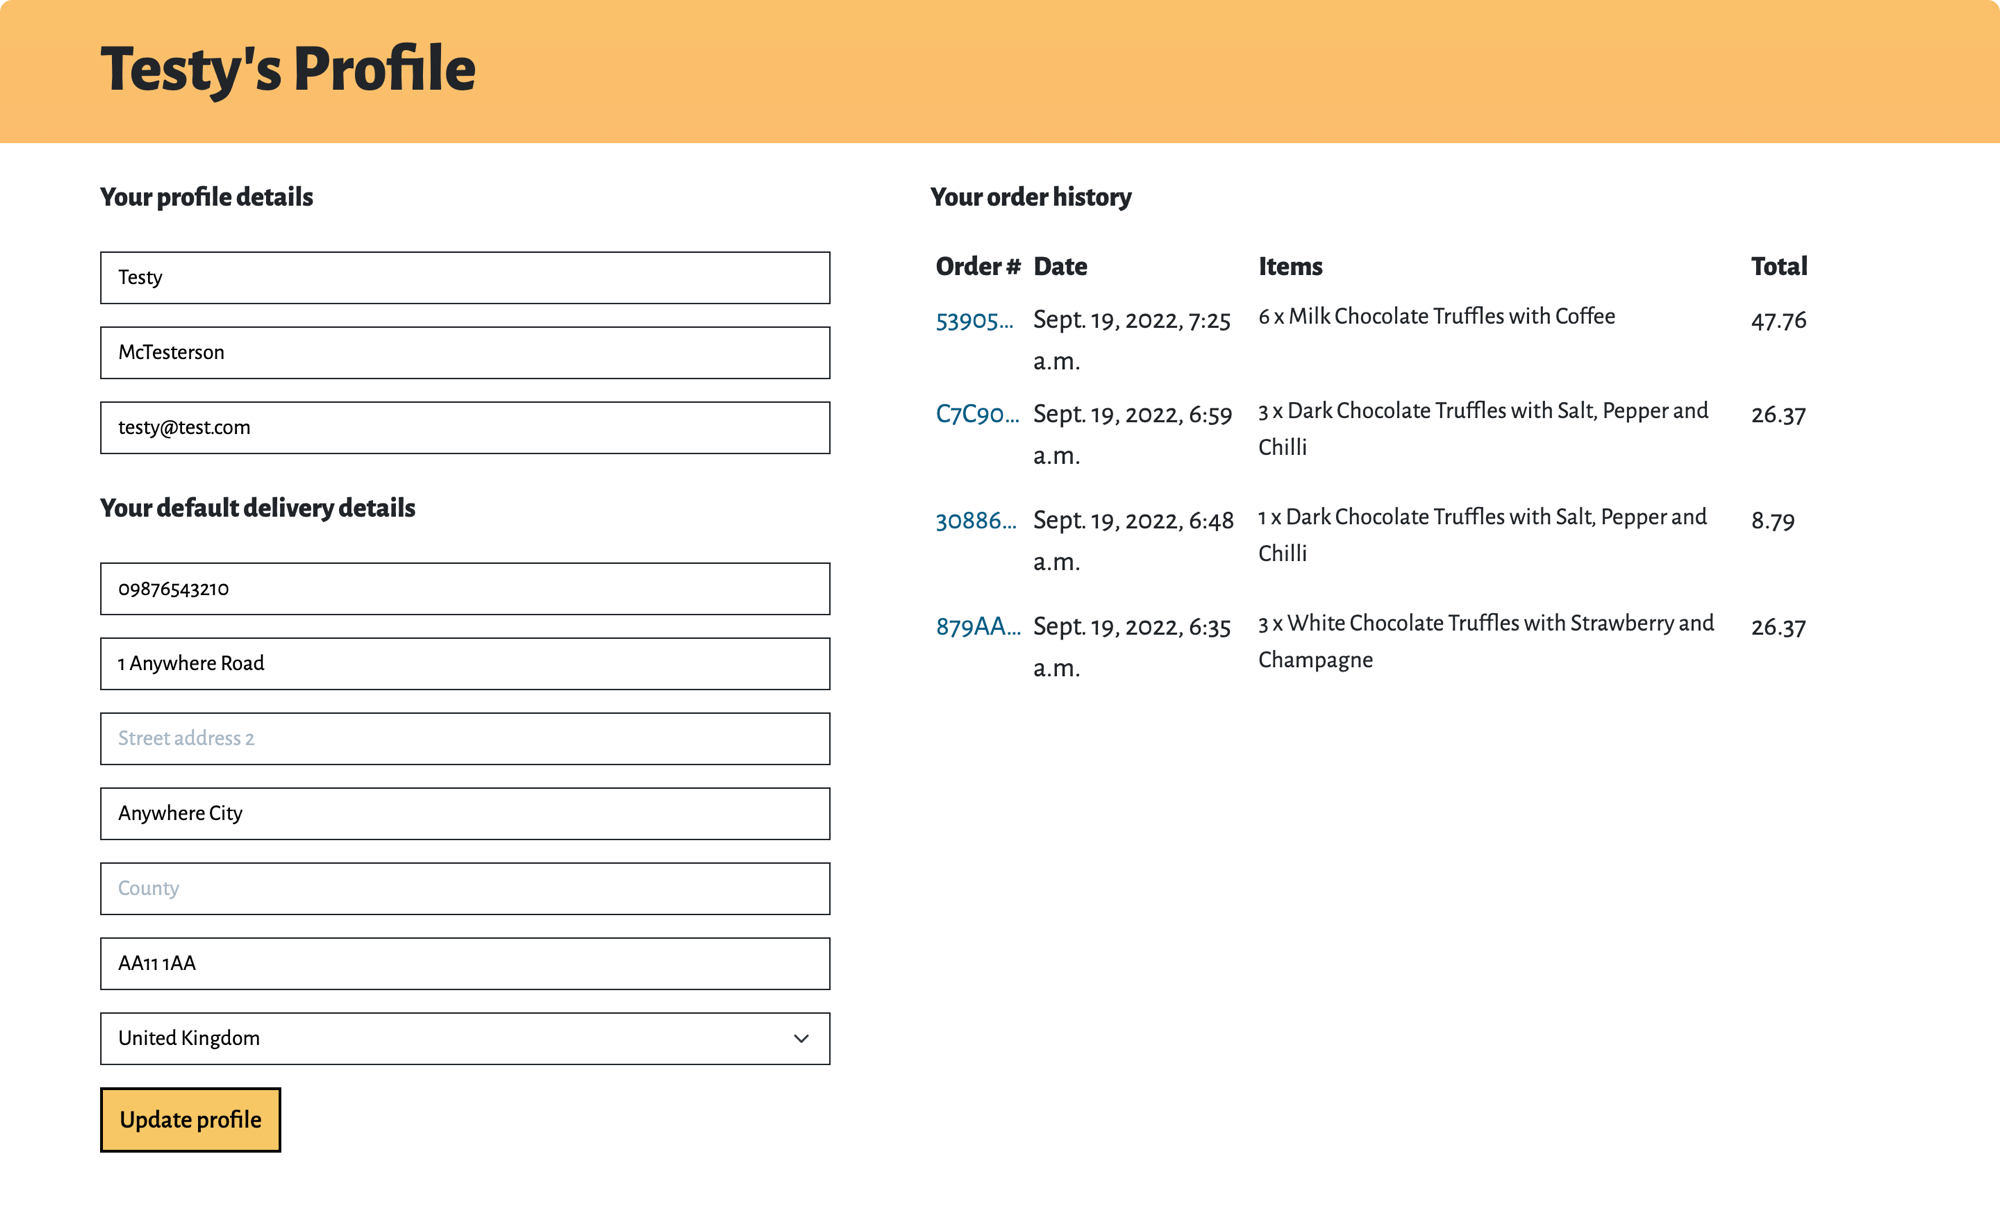 Testy's Profile
Your profile details
Testy
McTesterson
testy@test.com
Your default delivery details
09876543210
1 Anywhere Road
Street address 2
Anywhere City
County
AA11 1AA
United Kingdom
Update profile
Your order history
Order # Date Items Total
53905... Sept. 19, 2022, 7:25 6 x Milk Chocolate Truffles with Coffee 47.76
a.m.
C7C90... Sept. 19, 2022, 6:59 3 x Dark Chocolate Truffles with Salt, Pepper and 26.37
a.m. Chilli
30886... Sept. 19, 2022, 6:48 1 x Dark Chocolate Truffles with Salt, Pepper and 8.79
a.m. Chilli
879AA... Sept. 19, 2022, 6:35 3 x White Chocolate Truffles with Strawberry and 26.37
a.m. Champagne